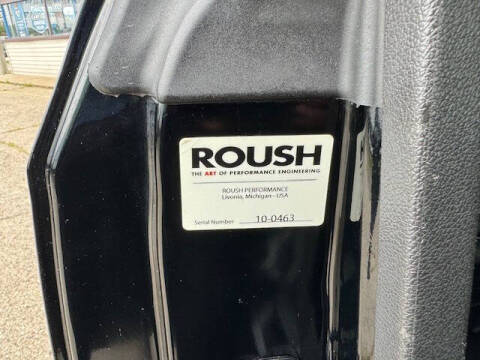 ROUSH
THE ART OF PERFORMANCE ENGINEERING
ROUSH PERFORMANCE
Livonia, Michigan - USA
Serial Number 10-0463